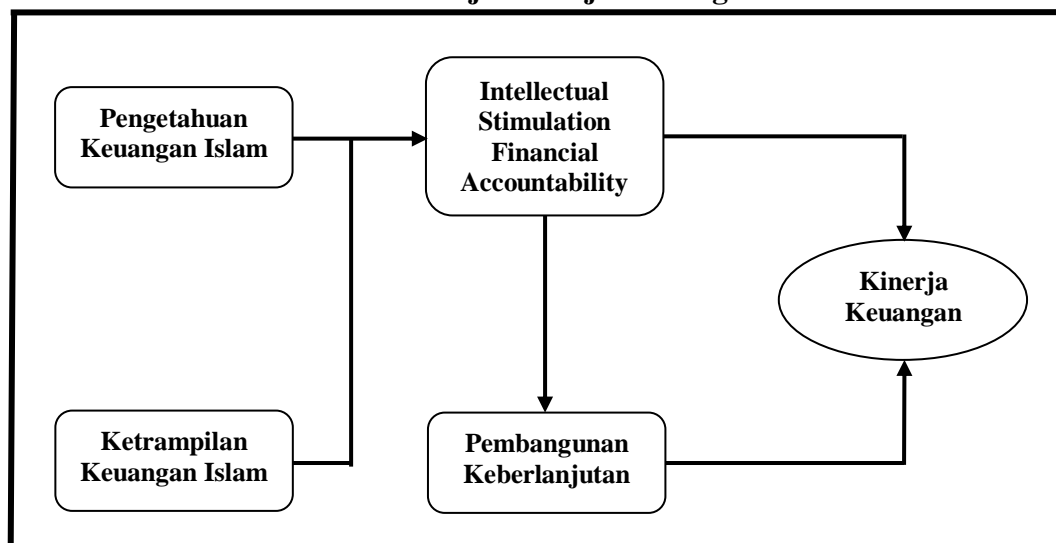 Pengetahuan
Keuangan Islam
Intellectual
Stimulation
Financial
Accountability
Kinerja
Keuangan
Ketrampilan
Keuangan Islam
Pembangunan
Keberlanjutan